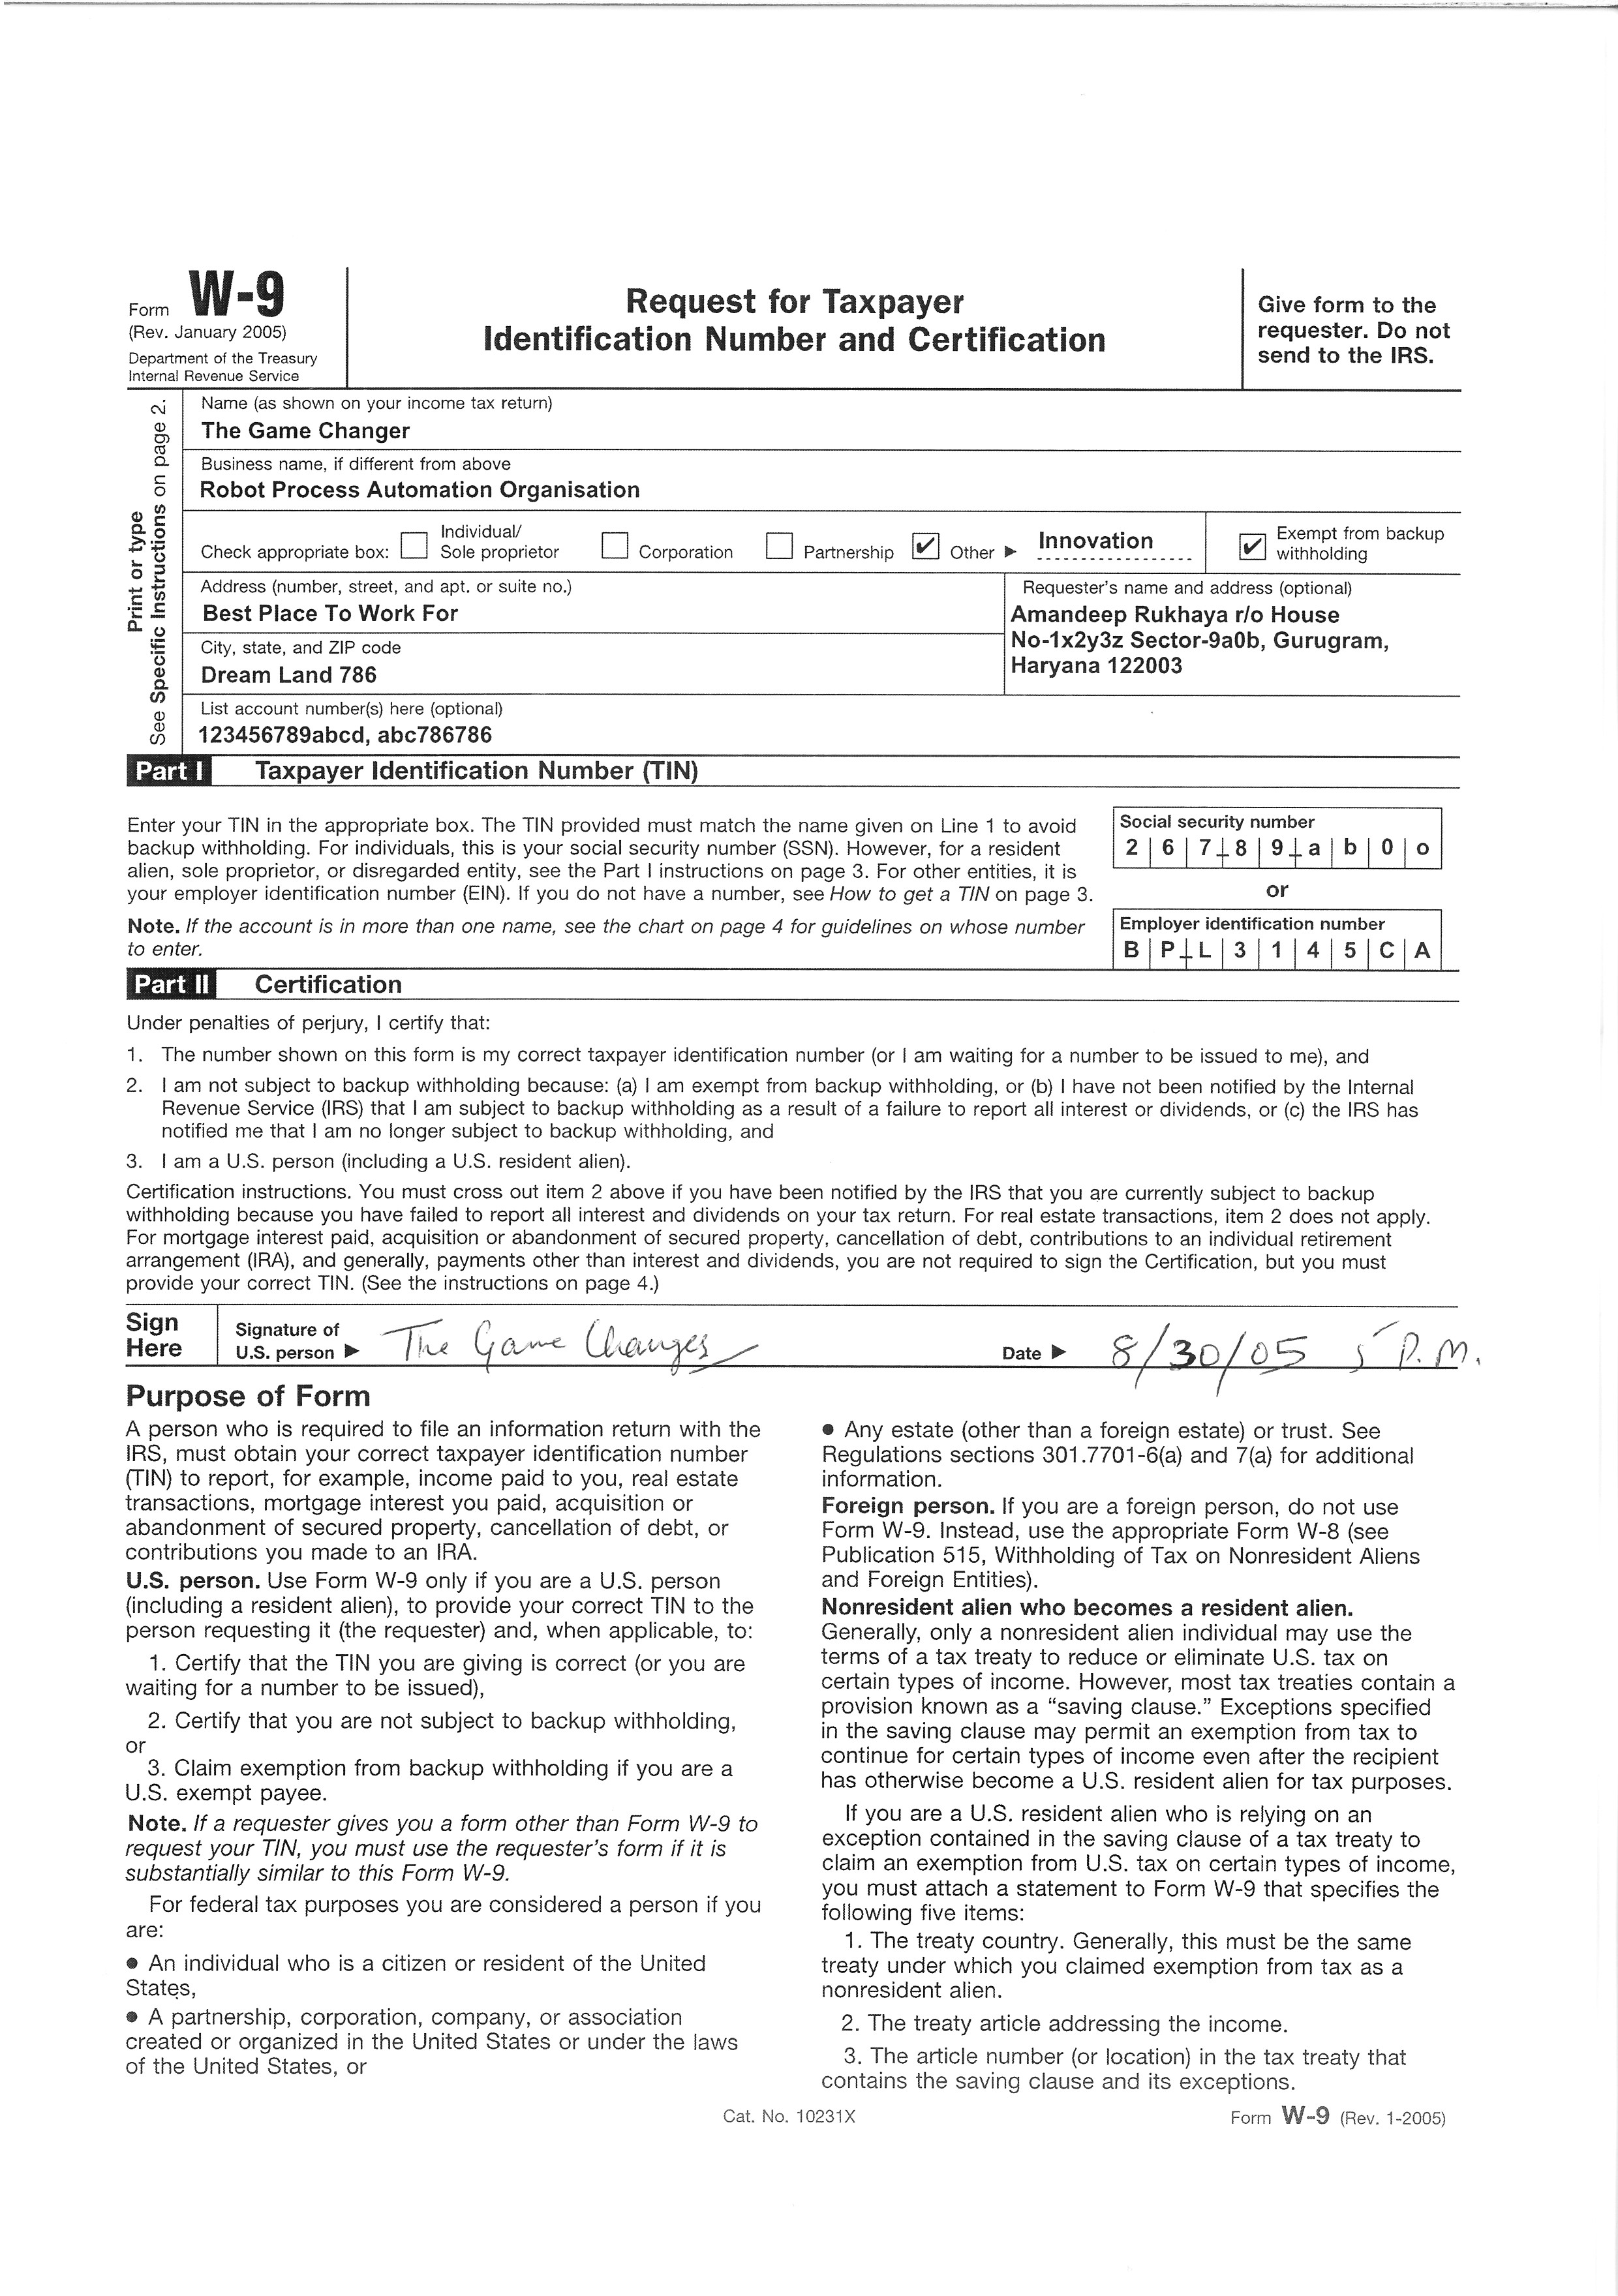 Form W-9
(Rev. January 2005)
Department of the Treasury
Internal Revenue Service
Request for Taxpayer
Identification Number and Certification
Give form to the
requester. Do not
send to the IRS.
Print or type
See Specific Instructions on page 2.
Name (as shown on your income tax return)
The Game Changer
Business name, if different from above
Robot Process Automation Organisation
Check appropriate box: Individual/ Sole proprietor Corporation Partnership ✔ Other ▶ Innovation ✔ Exempt from backup withholding
Address (number, street, and apt. or suite no.)
Best Place To Work For
City, state, and ZIP code
Dream Land 786
Requester's name and address (optional)
Amandeep Rukhaya r/o House
No-1x2y3z Sector-9a0b, Gurugram,
Haryana 122003
List account number(s) here (optional)
123456789abcd, abc786786
Part I Taxpayer Identification Number (TIN)
Enter your TIN in the appropriate box. The TIN provided must match the name given on Line 1 to avoid
backup withholding. For individuals, this is your social security number (SSN). However, for a resident
alien, sole proprietor, or disregarded entity, see the Part I instructions on page 3. For other entities, it is
your employer identification number (EIN). If you do not have a number, see How to get a TIN on page 3.
Note. If the account is in more than one name, see the chart on page 4 for guidelines on whose number
to enter.
Social security number
2 6 7 8 9 a b 0 o
or
Employer identification number
B P L 3 1 4 5 C A
Part II Certification
Under penalties of perjury, I certify that:
1. The number shown on this form is my correct taxpayer identification number (or I am waiting for a number to be issued to me), and
2. I am not subject to backup withholding because: (a) I am exempt from backup withholding, or (b) I have not been notified by the Internal
Revenue Service (IRS) that I am subject to backup withholding as a result of a failure to report all interest or dividends, or (c) the IRS has
notified me that I am no longer subject to backup withholding, and
3. I am a U.S. person (including a U.S. resident alien).
Certification instructions. You must cross out item 2 above if you have been notified by the IRS that you are currently subject to backup
withholding because you have failed to report all interest and dividends on your tax return. For real estate transactions, item 2 does not apply.
For mortgage interest paid, acquisition or abandonment of secured property, cancellation of debt, contributions to an individual retirement
arrangement (IRA), and generally, payments other than interest and dividends, you are not required to sign the Certification, but you must
provide your correct TIN. (See the instructions on page 4.)
Sign
Here
Signature of
U.S. person ▶ The Game Changes
Date ▶ 8/30/05 5 P.M.
Purpose of Form
A person who is required to file an information return with the
IRS, must obtain your correct taxpayer identification number
(TIN) to report, for example, income paid to you, real estate
transactions, mortgage interest you paid, acquisition or
abandonment of secured property, cancellation of debt, or
contributions you made to an IRA.
U.S. person. Use Form W-9 only if you are a U.S. person
(including a resident alien), to provide your correct TIN to the
person requesting it (the requester) and, when applicable, to:
1. Certify that the TIN you are giving is correct (or you are
waiting for a number to be issued),
2. Certify that you are not subject to backup withholding,
or
3. Claim exemption from backup withholding if you are a
U.S. exempt payee.
Note. If a requester gives you a form other than Form W-9 to
request your TIN, you must use the requester's form if it is
substantially similar to this Form W-9.
For federal tax purposes you are considered a person if you
are:
● An individual who is a citizen or resident of the United
States,
● A partnership, corporation, company, or association
created or organized in the United States or under the laws
of the United States, or
● Any estate (other than a foreign estate) or trust. See
Regulations sections 301.7701-6(a) and 7(a) for additional
information.
Foreign person. If you are a foreign person, do not use
Form W-9. Instead, use the appropriate Form W-8 (see
Publication 515, Withholding of Tax on Nonresident Aliens
and Foreign Entities).
Nonresident alien who becomes a resident alien.
Generally, only a nonresident alien individual may use the
terms of a tax treaty to reduce or eliminate U.S. tax on
certain types of income. However, most tax treaties contain a
provision known as a “saving clause.” Exceptions specified
in the saving clause may permit an exemption from tax to
continue for certain types of income even after the recipient
has otherwise become a U.S. resident alien for tax purposes.
If you are a U.S. resident alien who is relying on an
exception contained in the saving clause of a tax treaty to
claim an exemption from U.S. tax on certain types of income,
you must attach a statement to Form W-9 that specifies the
following five items:
1. The treaty country. Generally, this must be the same
treaty under which you claimed exemption from tax as a
nonresident alien.
2. The treaty article addressing the income.
3. The article number (or location) in the tax treaty that
contains the saving clause and its exceptions.
Cat. No. 10231X
Form W-9 (Rev. 1-2005)